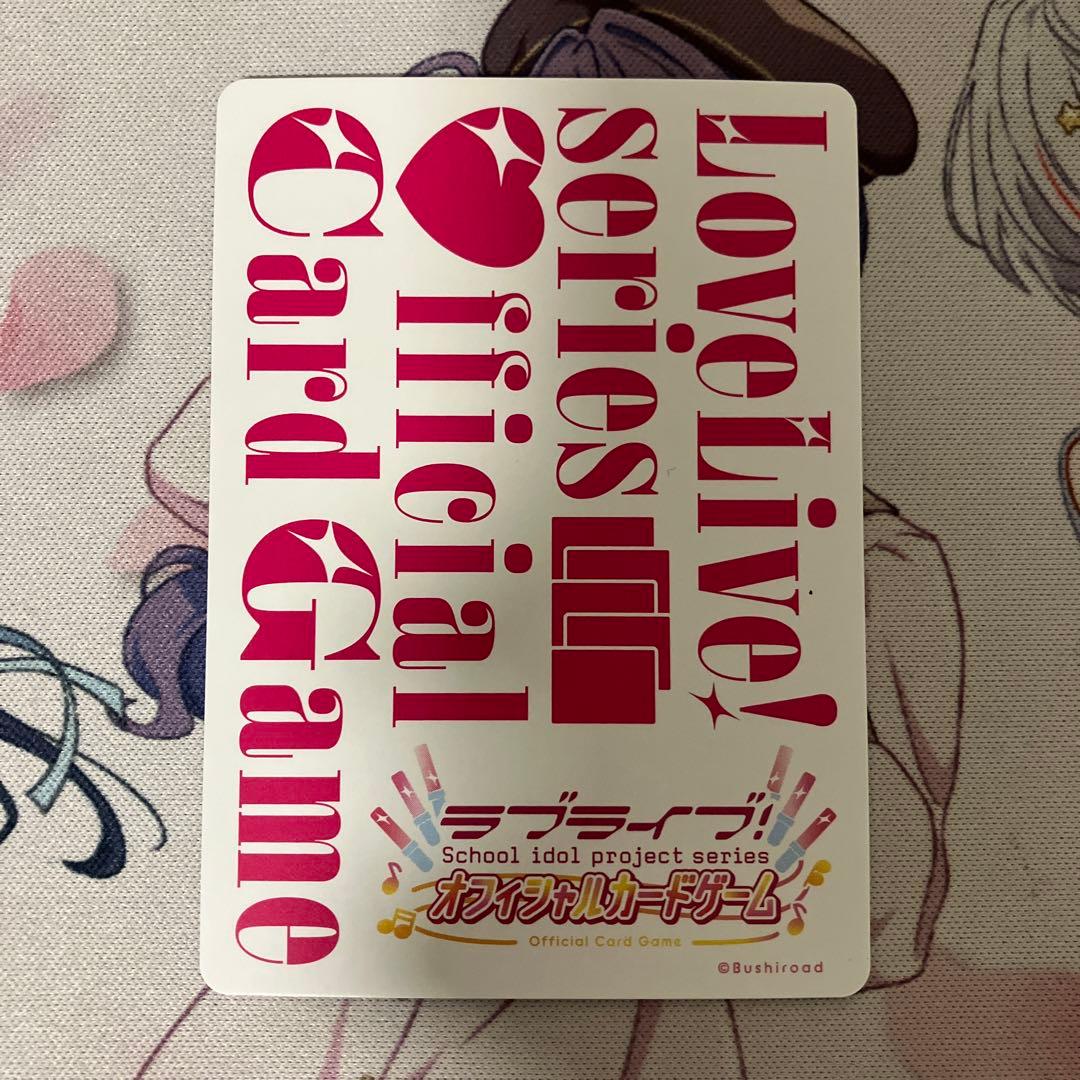 LoveLive!
series
♥fficial
Card Game
ラブライブ!
School idol project series
オフィシャルカードゲーム
Official Card Game
©Bushiroad